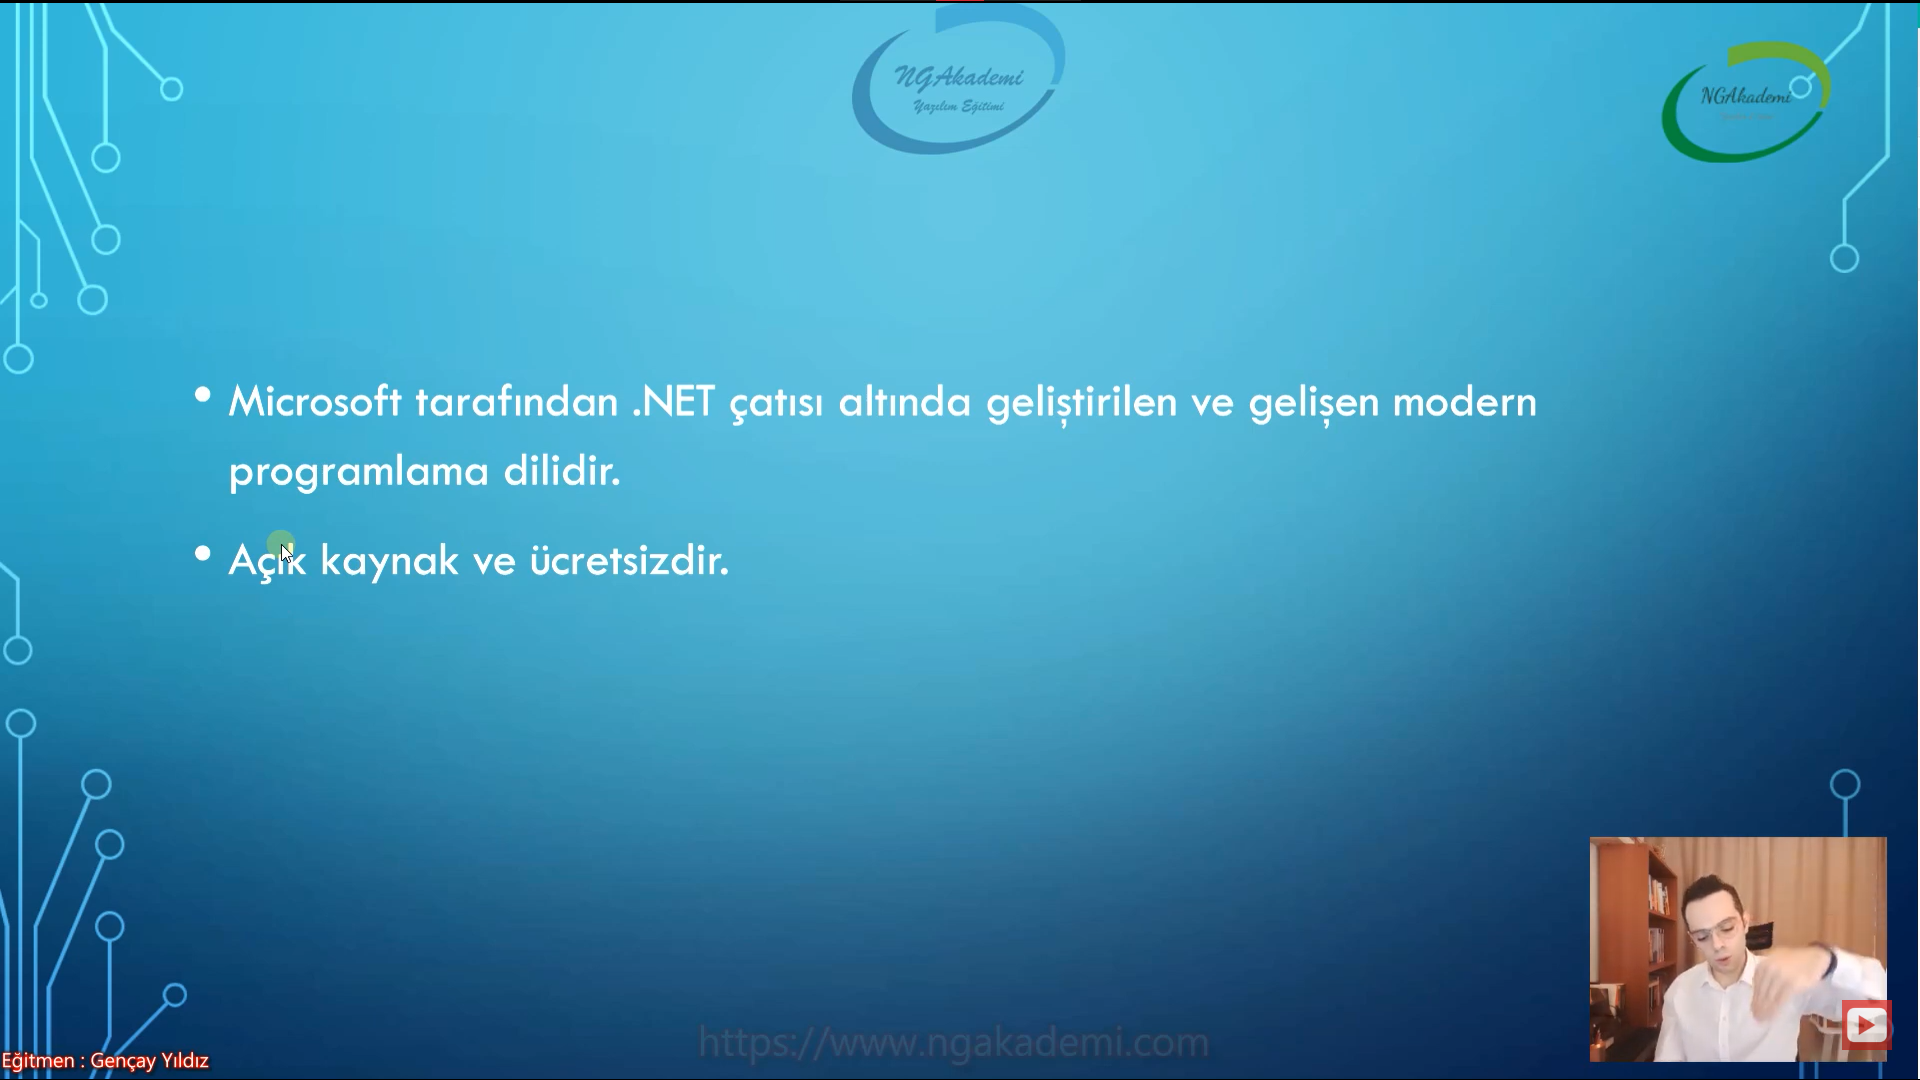 NGAkademi
Yazılım Eğitimi
NGAkademi
• Microsoft tarafından .NET çatısı altında geliştirilen ve gelişen modern
programlama dilidir.
• Açık kaynak ve ücretsizdir.
https://www.ngakademi.com
Eğitmen : Gençay Yıldız